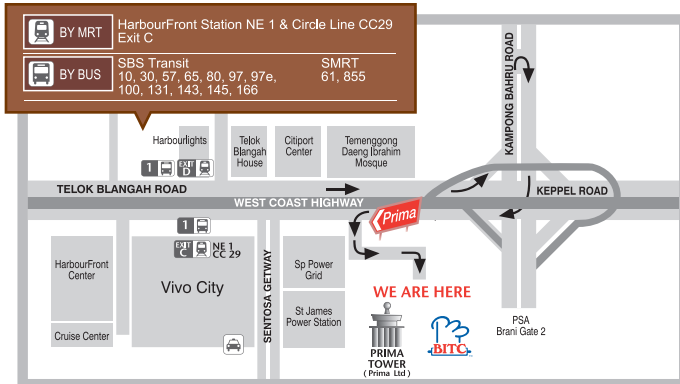 BY MRT
HarbourFront Station NE 1 & Circle Line CC29
Exit C
BY BUS
SBS Transit
10, 30, 57, 65, 80, 97, 97e,
100, 131, 143, 145, 166
SMRT
61, 855
KAMPONG BAHRU ROAD
Harbourlights
Telok
Blangah
House
Citiport
Center
Temenggong
Daeng Ibrahim
Mosque
1
EXIT
D
TELOK BLANGAH ROAD
KEPPEL ROAD
WEST COAST HIGHWAY
Prima
1
EXIT
C
NE 1
CC 29
HarbourFront
Center
Vivo City
SENTOSA GETWAY
Sp Power
Grid
WE ARE HERE
St James
Power Station
Cruise Center
PRIMA
TOWER
( Prima Ltd )
BITC
PSA
Brani Gate 2